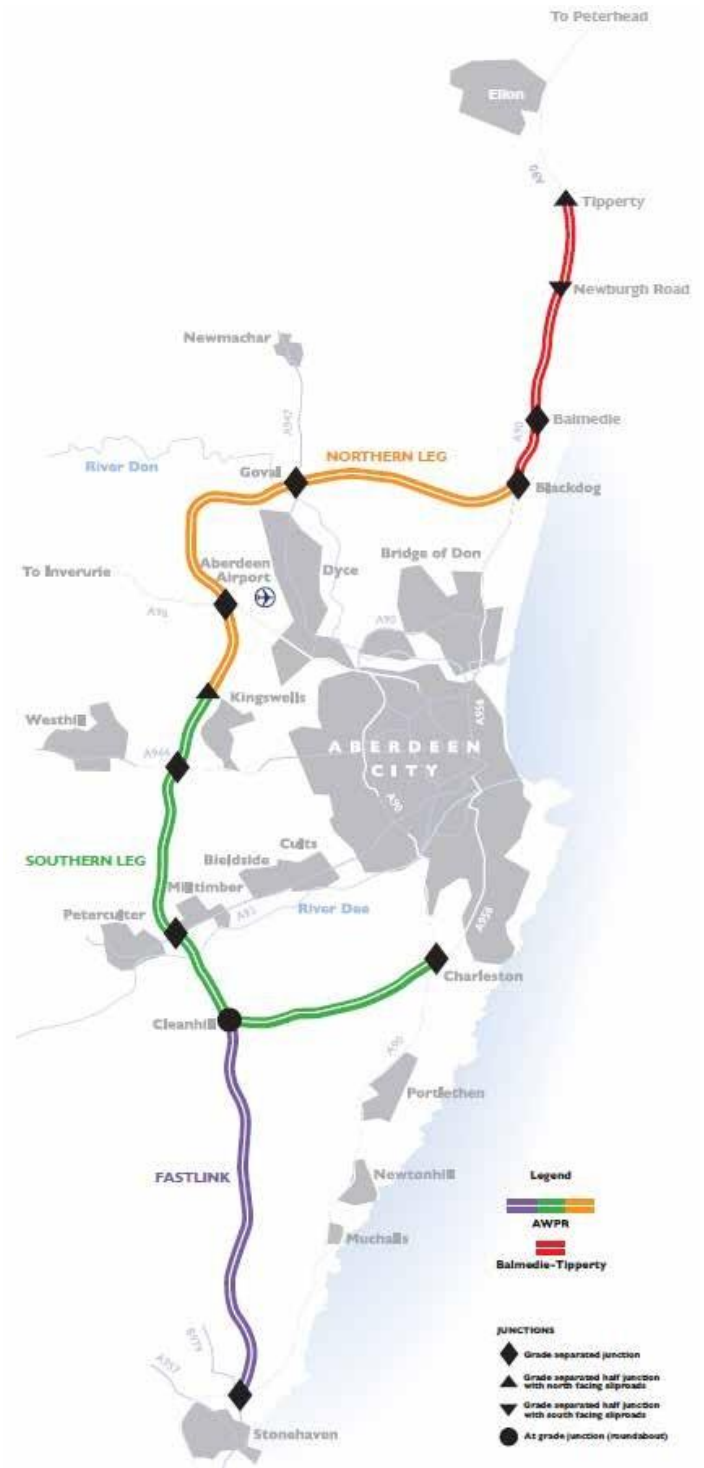 To Peterhead
Ellon
A90
Tipperty
Newburgh Road
Newmachar
A947
Balmedie
A90
River Don
NORTHERN LEG
Goval
Blackdog
Aberdeen
Airport
Dyce
Bridge of Don
To Inverurie
A96
A90
Kingswells
Westhill
A956
A944
ABERDEEN
CITY
A90
SOUTHERN LEG
Cults
Bieldside
Milltimber
Peterculter
A93
River Dee
A956
Charleston
Cleanhill
A90
Portlethen
FASTLINK
Newtonhill
Muchalls
Legend
AWPR
Balmedie-Tipperty
JUNCTIONS
Grade separated junction
Grade separated half junction
with north facing sliproads
Grade separated half junction
with south facing sliproads
At grade junction (roundabout)
B979
A957
Stonehaven